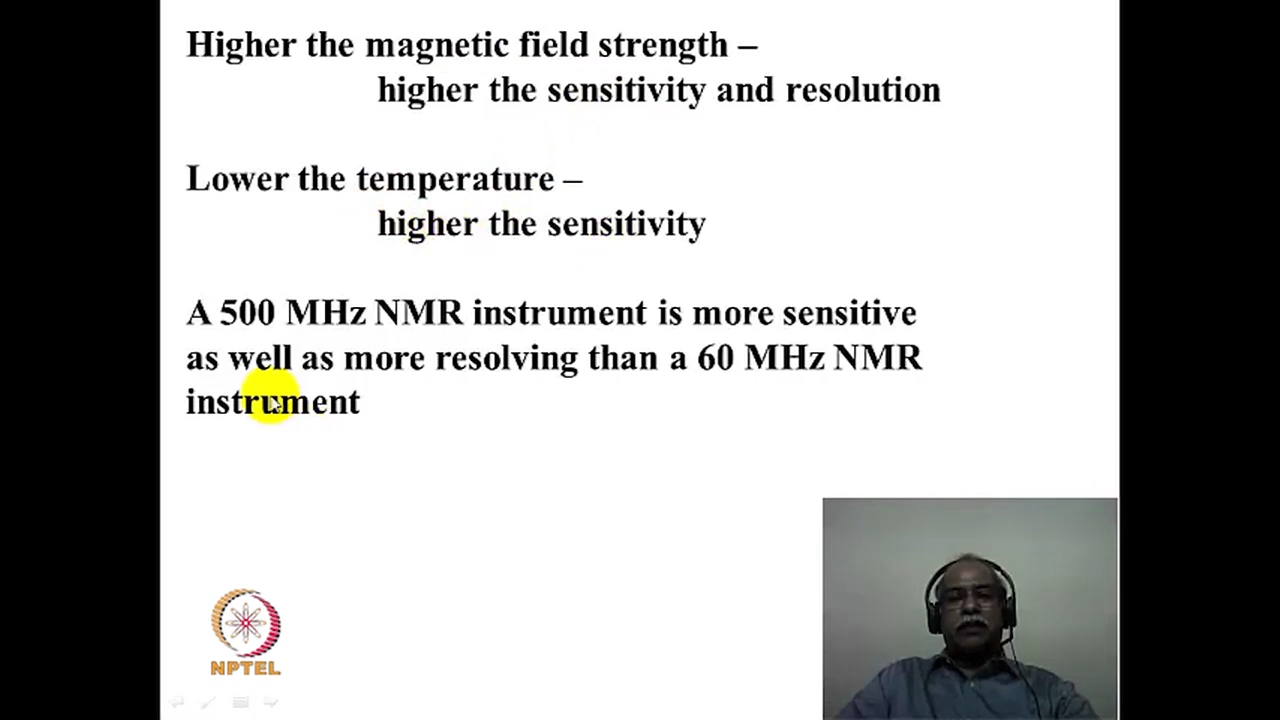 Higher the magnetic field strength –
higher the sensitivity and resolution
Lower the temperature –
higher the sensitivity
A 500 MHz NMR instrument is more sensitive
as well as more resolving than a 60 MHz NMR
instrument
NPTEL